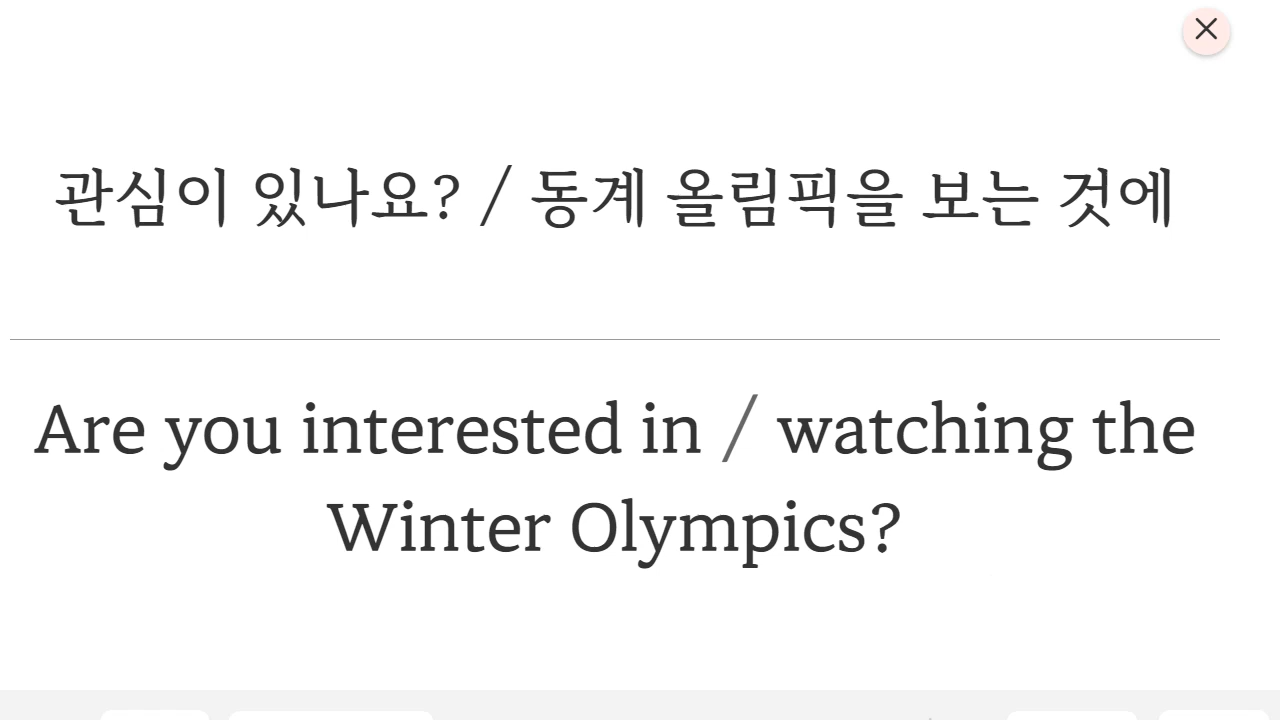 관심이 있나요? / 동계 올림픽을 보는 것에
Are you interested in / watching the
Winter Olympics?